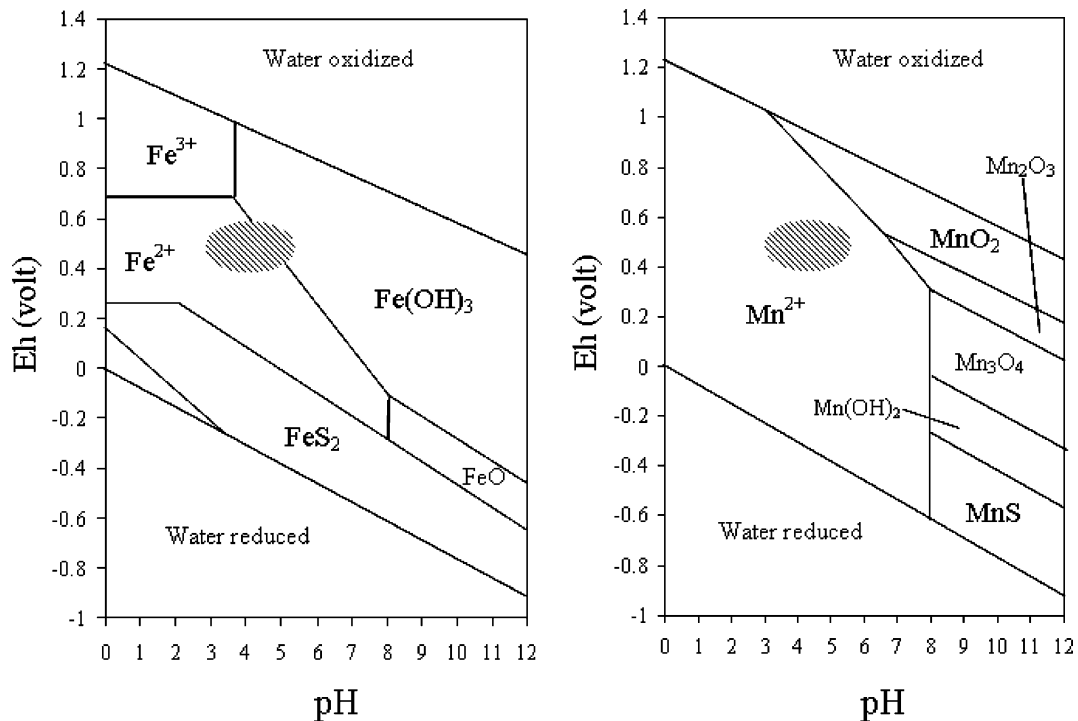 1.4
1.2
1
0.8
0.6
0.4
0.2
0
-0.2
-0.4
-0.6
-0.8
-1
Eh (volt)
Water oxidized
Fe3+
Fe2+
Fe(OH)3
FeS2
FeO
Water reduced
0 1 2 3 4 5 6 7 8 9 10 11 12
pH
1.4
1.2
1
0.8
0.6
0.4
0.2
0
-0.2
-0.4
-0.6
-0.8
-1
Eh (volt)
Water oxidized
Mn2O3
MnO2
Mn2+
Mn3O4
Mn(OH)2
MnS
Water reduced
0 1 2 3 4 5 6 7 8 9 10 11 12
pH